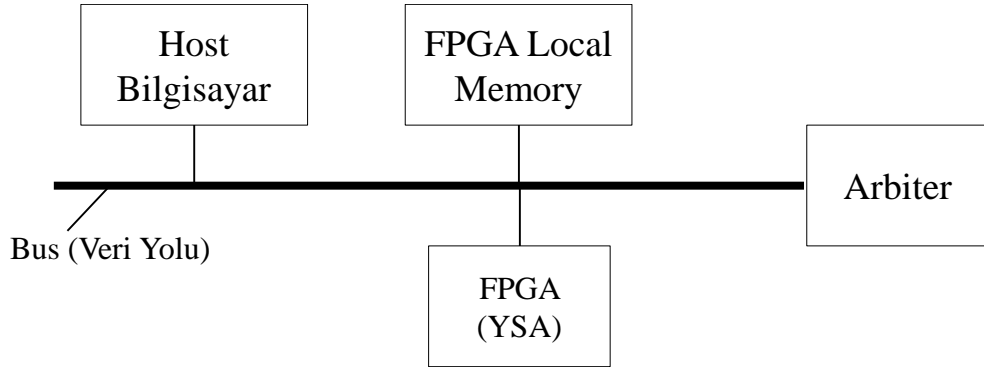 Host
Bilgisayar
FPGA Local
Memory
Arbiter
Bus (Veri Yolu)
FPGA
(YSA)